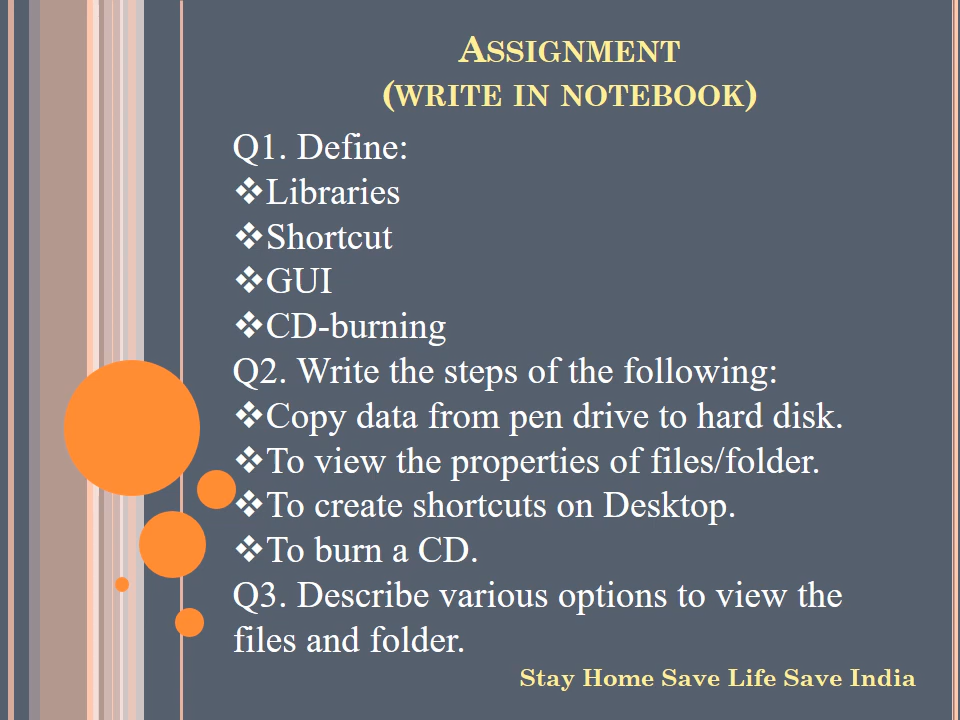 Assignment
(write in notebook)
Q1. Define:
❖Libraries
❖Shortcut
❖GUI
❖CD-burning
Q2. Write the steps of the following:
❖Copy data from pen drive to hard disk.
❖To view the properties of files/folder.
❖To create shortcuts on Desktop.
❖To burn a CD.
Q3. Describe various options to view the
files and folder.
Stay Home Save Life Save India